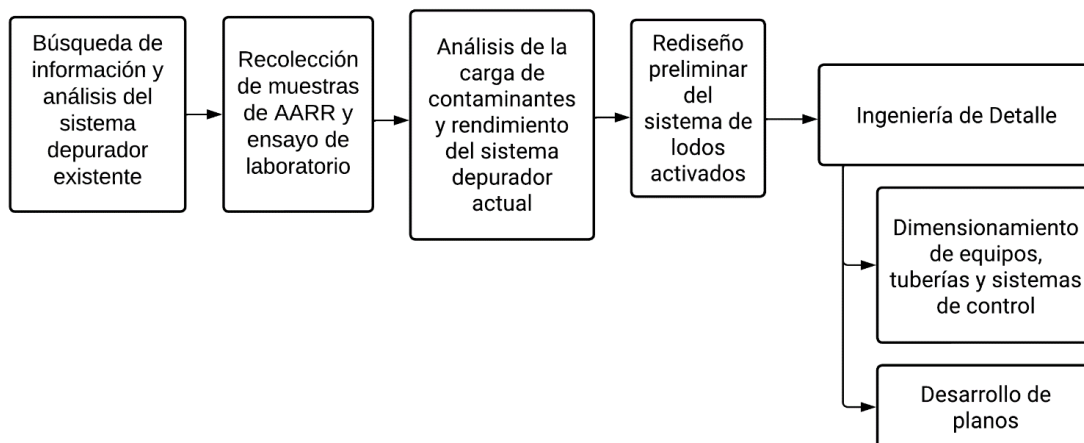 Búsqueda de
información y
análisis del
sistema
depurador
existente
Recolección
de muestras
de AARR y
ensayo de
laboratorio
Análisis de la
carga de
contaminantes
y rendimiento
del sistema
depurador
actual
Rediseño
preliminar
del
sistema de
lodos
activados
Ingeniería de Detalle
Dimensionamiento
de equipos,
tuberías y sistemas
de control
Desarrollo de
planos